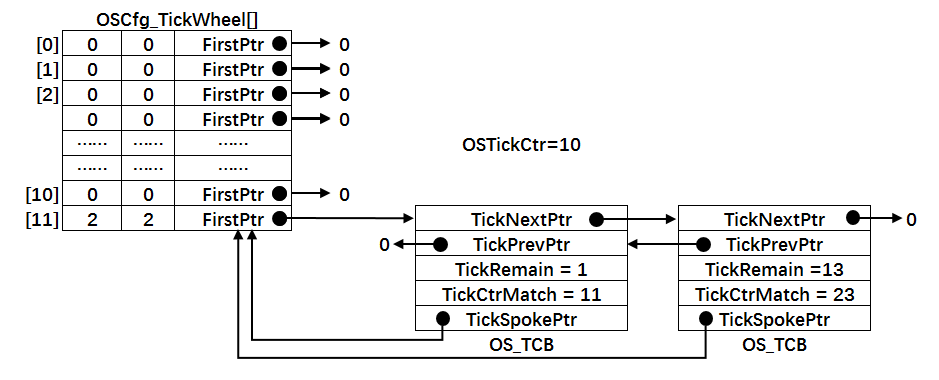 OSCfg_TickWheel[]
[0] 0 0 FirstPtr 0
[1] 0 0 FirstPtr 0
[2] 0 0 FirstPtr 0
0 0 FirstPtr 0
...... ...... ......
OSTickCtr=10
...... ...... ......
[10] 0 0 FirstPtr 0
[11] 2 2 FirstPtr TickNextPtr TickNextPtr 0
0 TickPrevPtr TickPrevPtr
TickRemain = 1 TickRemain =13
TickCtrMatch = 11 TickCtrMatch = 23
TickSpokePtr TickSpokePtr
OS_TCB OS_TCB